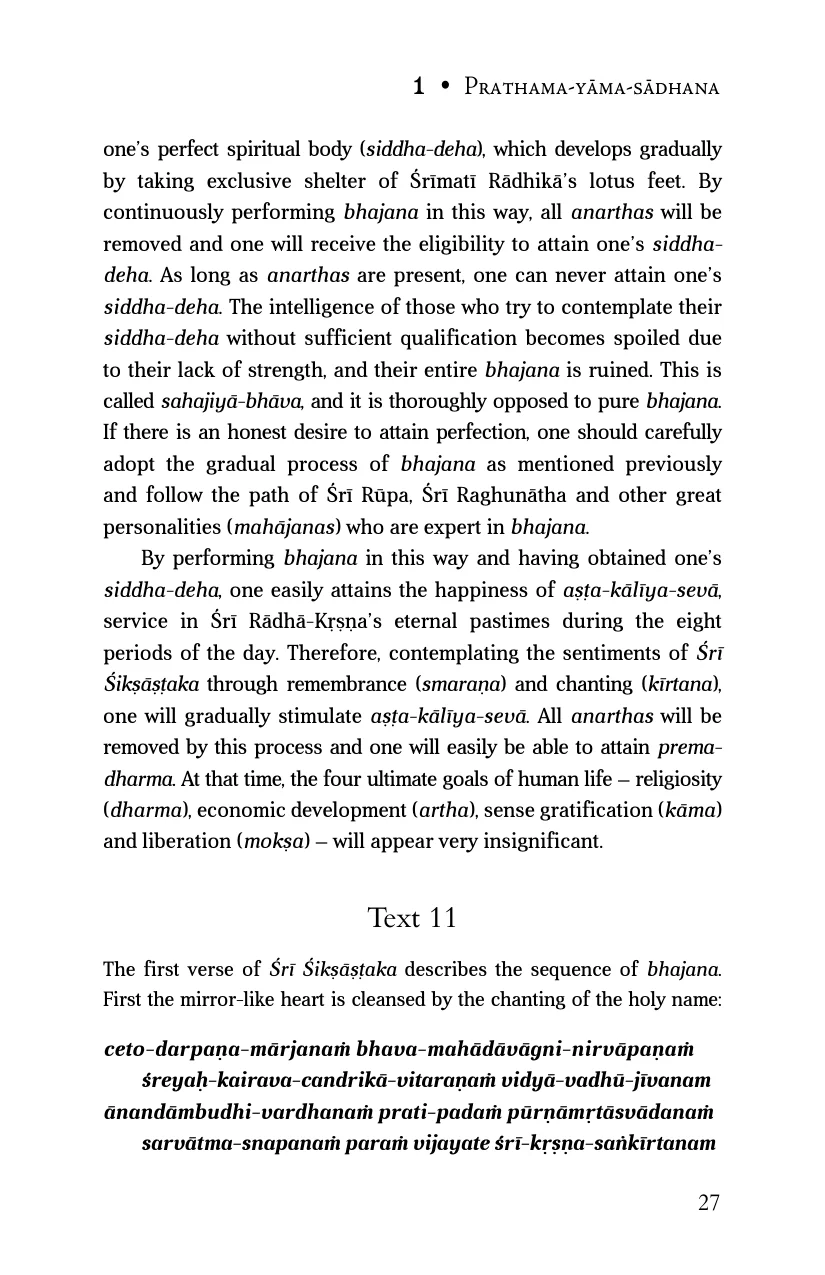 1 • Prathama-yāma-sādhana
one's perfect spiritual body (siddha-deha), which develops gradually
by taking exclusive shelter of Śrīmatī Rādhikā's lotus feet. By
continuously performing bhajana in this way, all anarthas will be
removed and one will receive the eligibility to attain one's siddha-
deha. As long as anarthas are present, one can never attain one's
siddha-deha. The intelligence of those who try to contemplate their
siddha-deha without sufficient qualification becomes spoiled due
to their lack of strength, and their entire bhajana is ruined. This is
called sahajiyā-bhāva, and it is thoroughly opposed to pure bhajana.
If there is an honest desire to attain perfection, one should carefully
adopt the gradual process of bhajana as mentioned previously
and follow the path of Śrī Rūpa, Śrī Raghunātha and other great
personalities (mahājanas) who are expert in bhajana.
By performing bhajana in this way and having obtained one's
siddha-deha, one easily attains the happiness of aṣṭa-kālīya-sevā,
service in Śrī Rādhā-Kṛṣṇa's eternal pastimes during the eight
periods of the day. Therefore, contemplating the sentiments of Śrī
Śikṣāṣṭaka through remembrance (smaraṇa) and chanting (kīrtana),
one will gradually stimulate aṣṭa-kālīya-sevā. All anarthas will be
removed by this process and one will easily be able to attain prema-
dharma. At that time, the four ultimate goals of human life – religiosity
(dharma), economic development (artha), sense gratification (kāma)
and liberation (mokṣa) – will appear very insignificant.
Text 11
The first verse of Śrī Śikṣāṣṭaka describes the sequence of bhajana.
First the mirror-like heart is cleansed by the chanting of the holy name:
ceto-darpaṇa-mārjanaṁ bhava-mahādāvāgni-nirvāpaṇaṁ
śreyaḥ-kairava-candrikā-vitaraṇaṁ vidyā-vadhū-jīvanam
ānandāmbudhi-vardhanaṁ prati-padaṁ pūrṇāmṛtāsvādanaṁ
sarvātma-snapanaṁ paraṁ vijayate śrī-kṛṣṇa-saṅkīrtanam
27